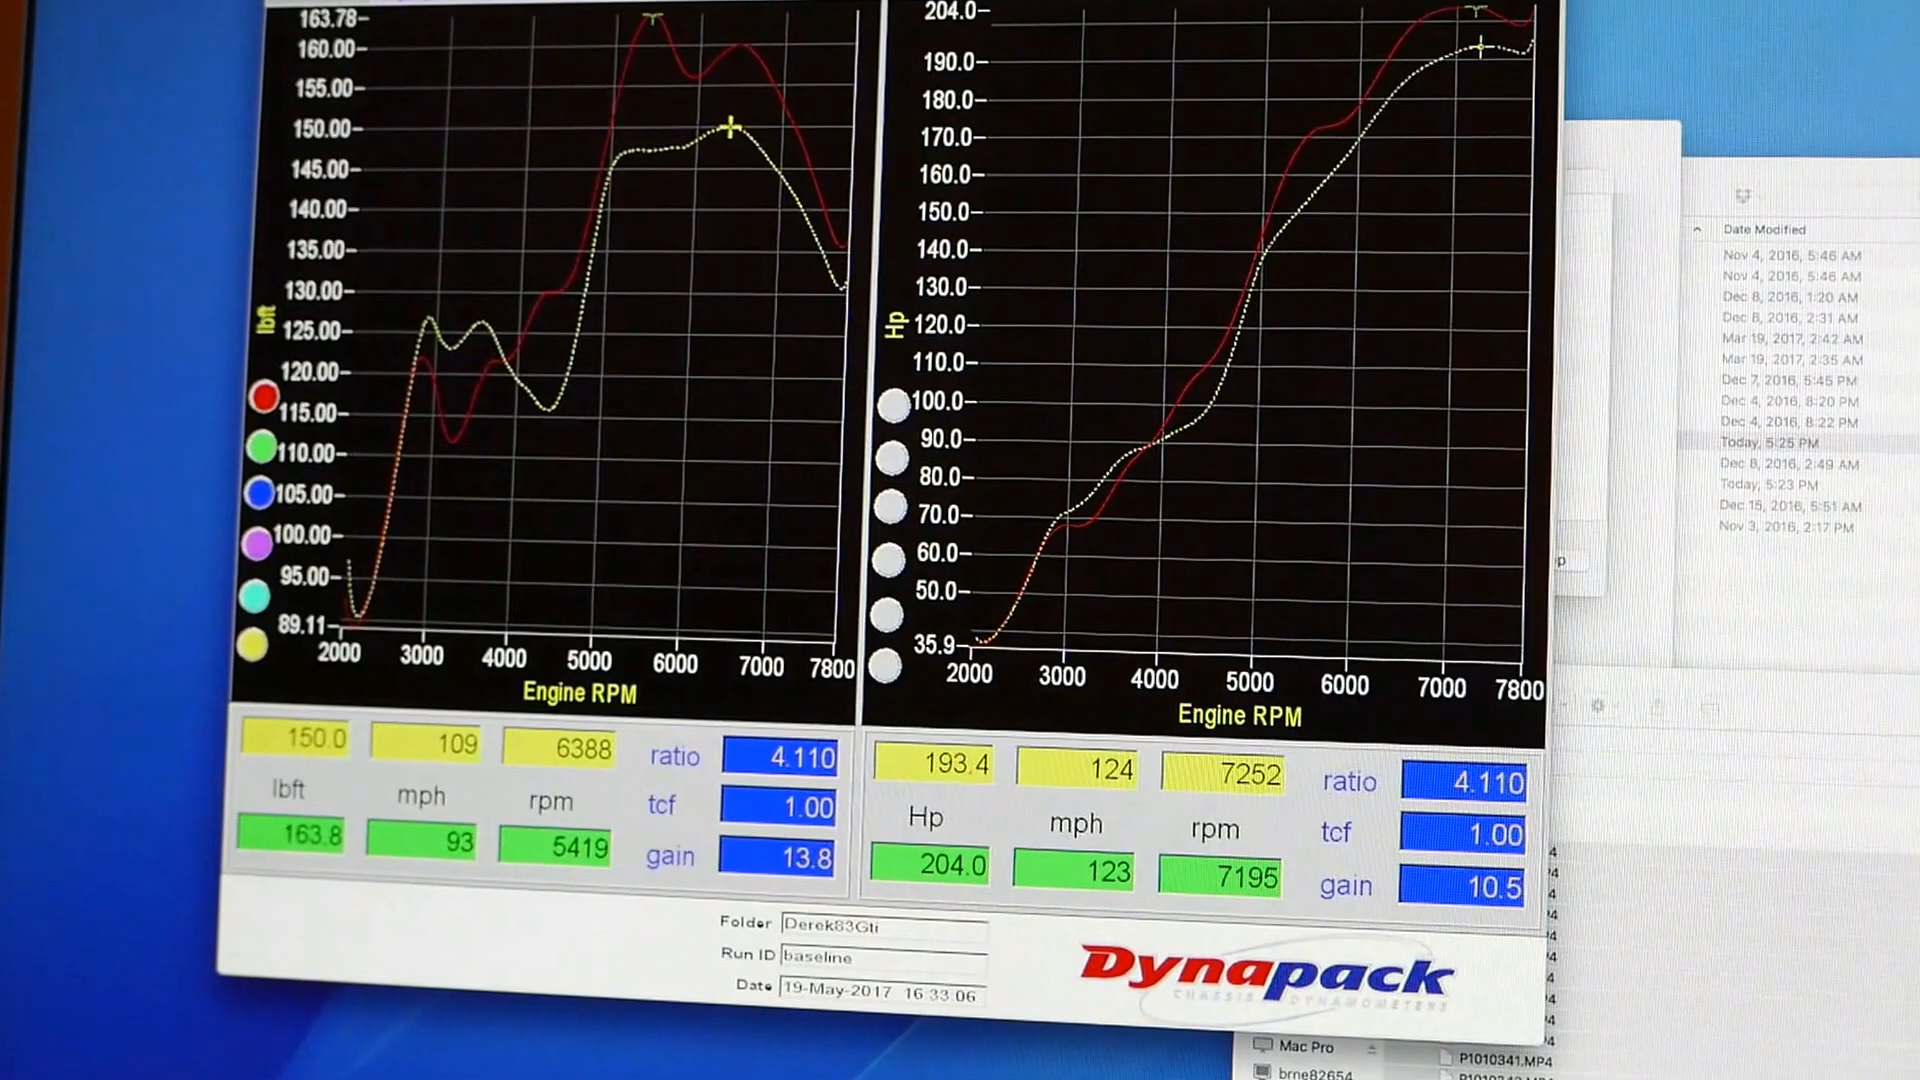 163.78
160.00
155.00
150.00
145.00
140.00
135.00
130.00
125.00
120.00
115.00
110.00
105.00
100.00
95.00
89.11
lbft
2000 3000 4000 5000 6000 7000 7800
Engine RPM
204.0
190.0
180.0
170.0
160.0
150.0
140.0
130.0
120.0
110.0
100.0
90.0
80.0
70.0
60.0
50.0
35.9
Hp
2000 3000 4000 5000 6000 7000 7800
Engine RPM
150.0 109 6388 ratio 4.110
lbft mph rpm tcf 1.00
163.8 93 5419 gain 13.8
193.4 124 7252 ratio 4.110
Hp mph rpm tcf 1.00
204.0 123 7195 gain 10.5
Folder Derek83Gti
Run ID baseline
Date 19-May-2017 16:33:06
Dynapack
CHASSIS DYNAMOMETERS
Date Modified
Nov 4, 2016, 5:46 AM
Nov 4, 2016, 5:46 AM
Dec 8, 2016, 1:20 AM
Dec 8, 2016, 2:31 AM
Mar 19, 2017, 2:42 AM
Mar 19, 2017, 2:35 AM
Dec 7, 2016, 5:45 PM
Dec 4, 2016, 8:20 PM
Dec 4, 2016, 8:22 PM
Today, 5:25 PM
Dec 8, 2016, 2:49 AM
Today, 5:23 PM
Dec 15, 2016, 5:51 AM
Nov 3, 2016, 2:17 PM
Mac Pro
brne82654
P1010341.MP4